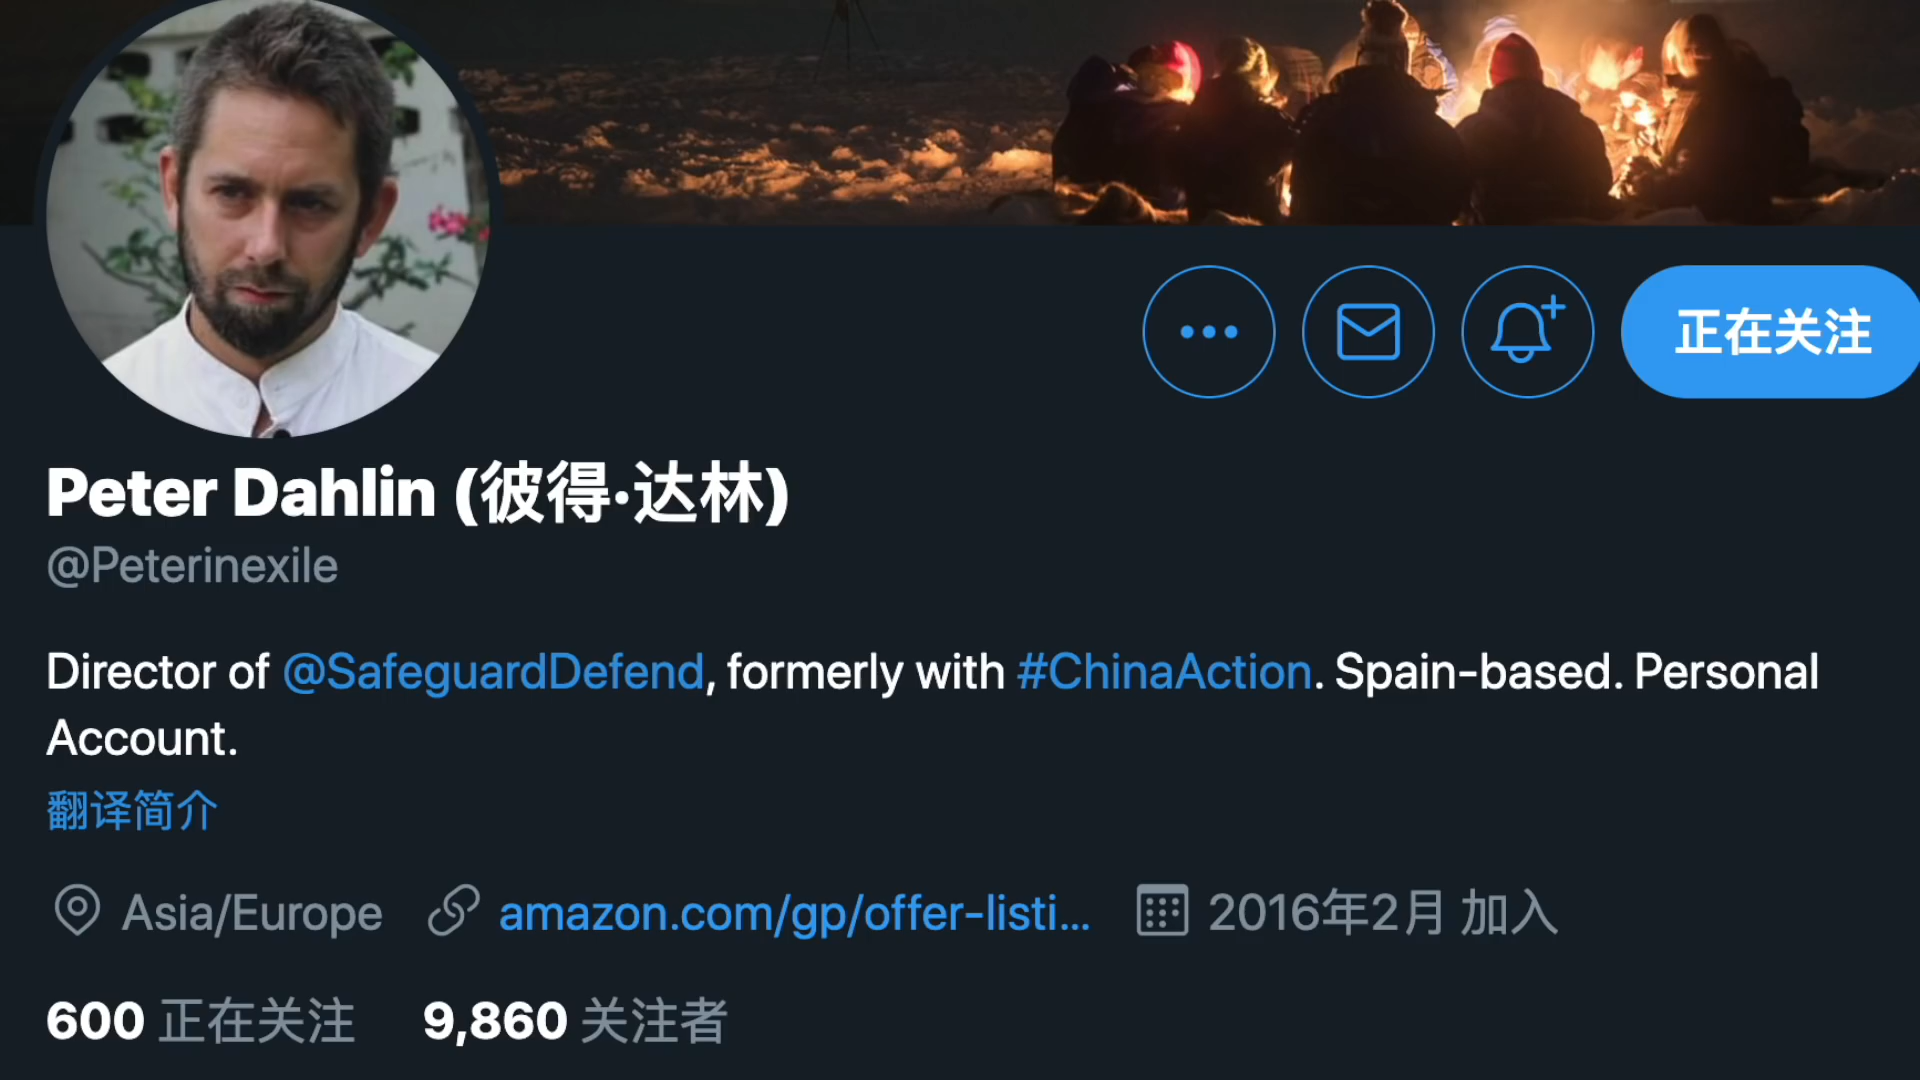 正在关注
Peter Dahlin (彼得·达林)
@Peterinexile
Director of @SafeguardDefend, formerly with #ChinaAction. Spain-based. Personal
Account.
翻译简介
Asia/Europe amazon.com/gp/offer-listi... 2016年2月 加入
600 正在关注 9,860 关注者